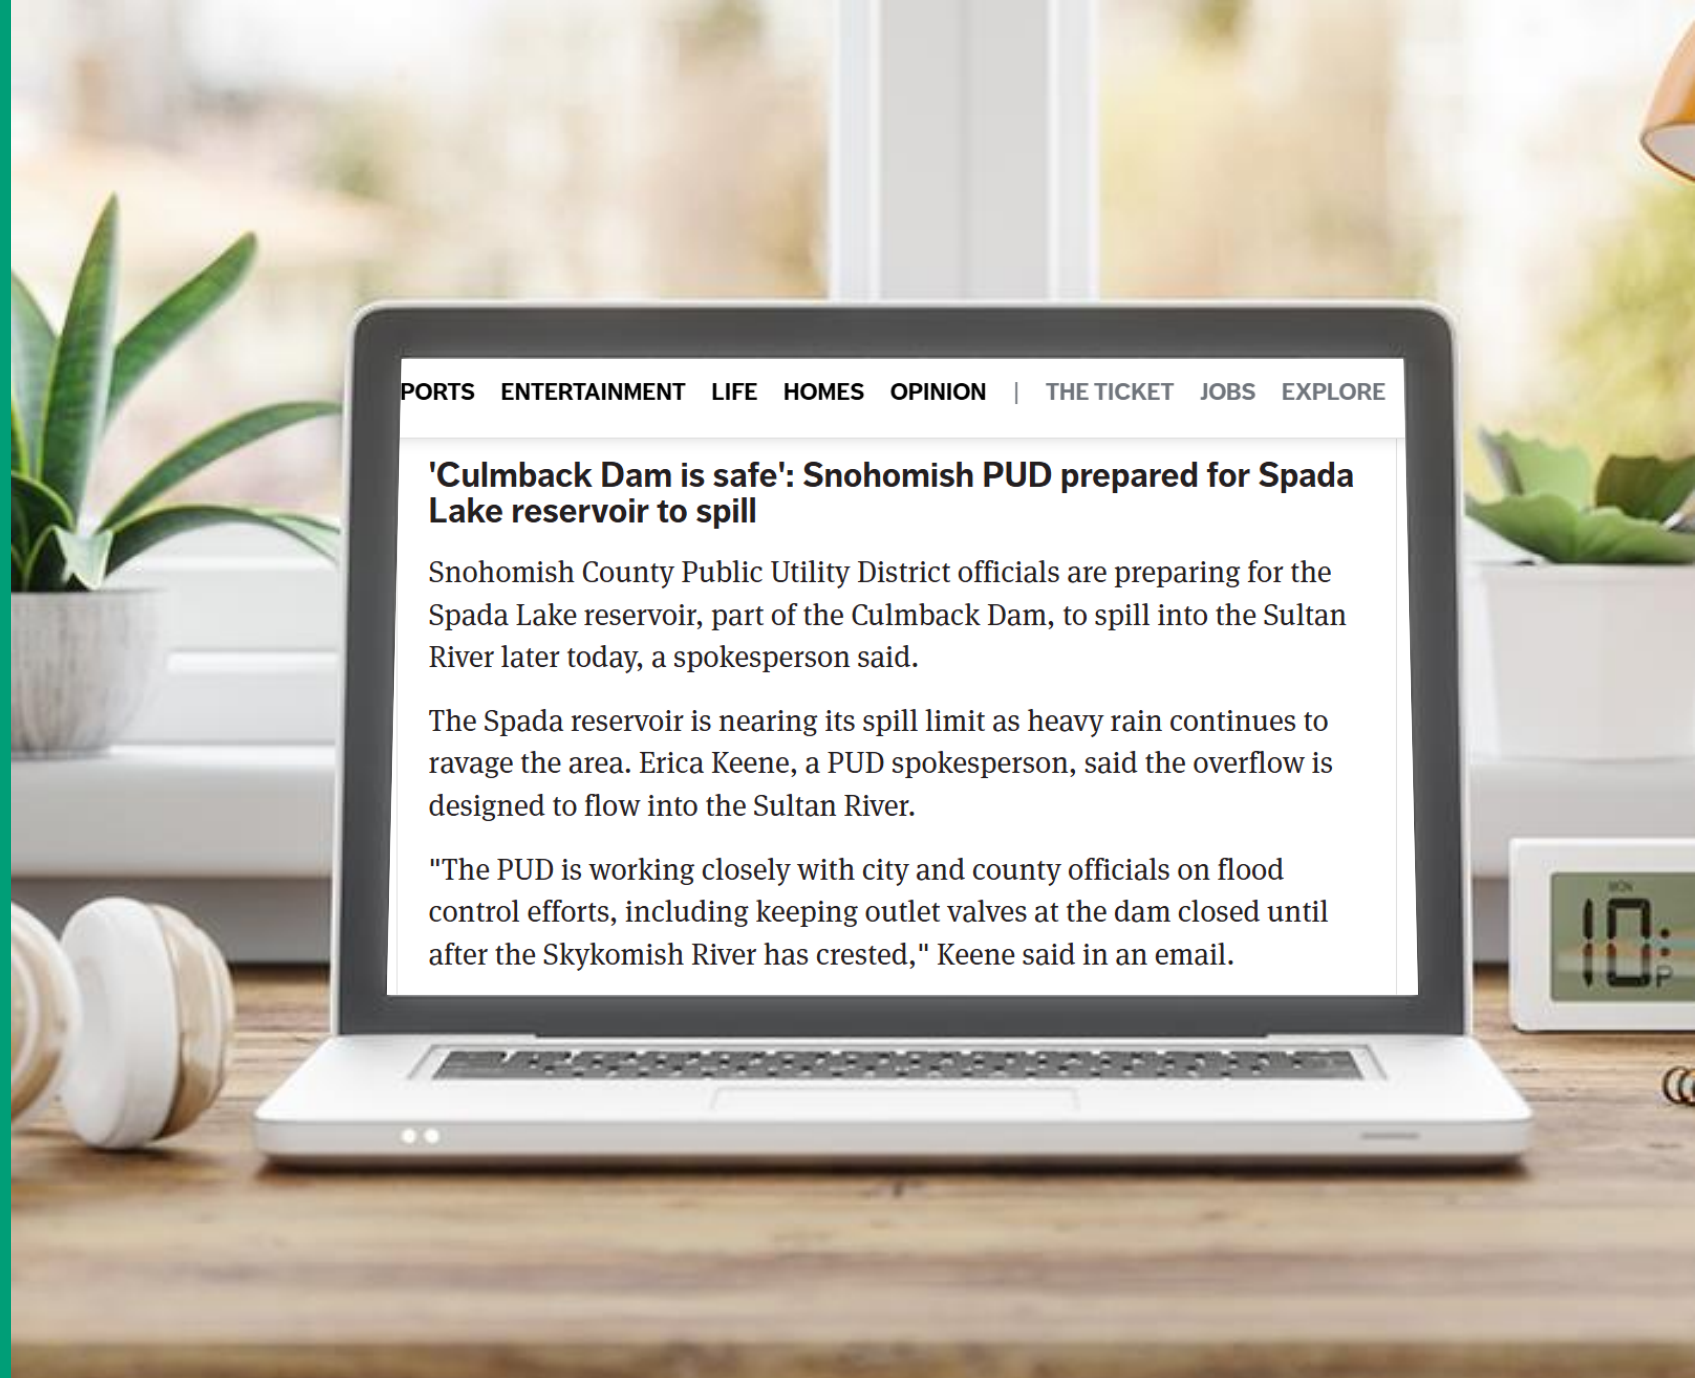 PORTS ENTERTAINMENT LIFE HOMES OPINION | THE TICKET JOBS EXPLORE
'Culmback Dam is safe': Snohomish PUD prepared for Spada
Lake reservoir to spill
Snohomish County Public Utility District officials are preparing for the
Spada Lake reservoir, part of the Culmback Dam, to spill into the Sultan
River later today, a spokesperson said.
The Spada reservoir is nearing its spill limit as heavy rain continues to
ravage the area. Erica Keene, a PUD spokesperson, said the overflow is
designed to flow into the Sultan River.
"The PUD is working closely with city and county officials on flood
control efforts, including keeping outlet valves at the dam closed until
after the Skykomish River has crested," Keene said in an email.
MON
10:
P